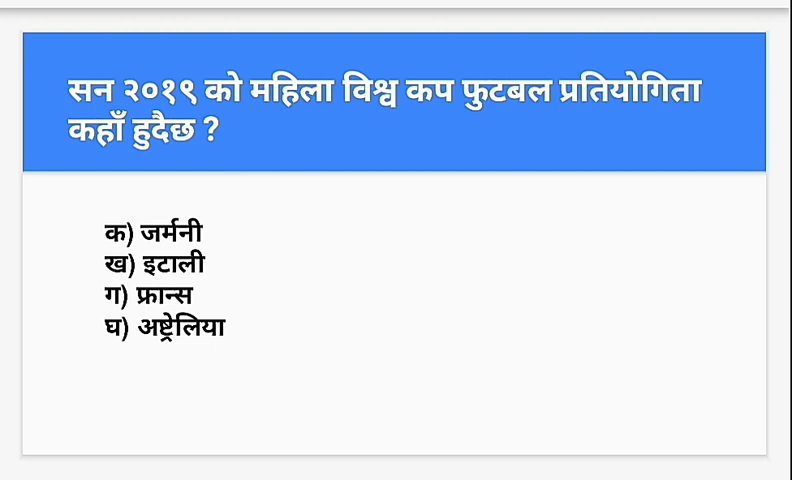 सन २०१९ को महिला विश्व कप फुटबल प्रतियोगिता
कहाँ हुदैछ ?
क) जर्मनी
ख) इटाली
ग) फ्रान्स
घ) अष्ट्रेलिया